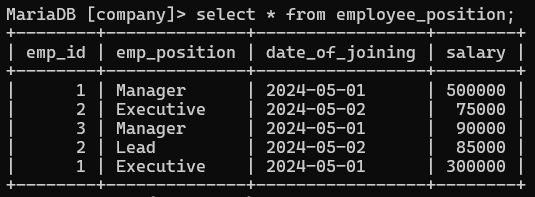 MariaDB [company]> select * from employee_position;
+--------+--------------+-----------------+--------+
| emp_id | emp_position | date_of_joining | salary |
+--------+--------------+-----------------+--------+
|      1 | Manager      | 2024-05-01      | 500000 |
|      2 | Executive    | 2024-05-02      |  75000 |
|      3 | Manager      | 2024-05-01      |  90000 |
|      2 | Lead         | 2024-05-02      |  85000 |
|      1 | Executive    | 2024-05-01      | 300000 |
+--------+--------------+-----------------+--------+